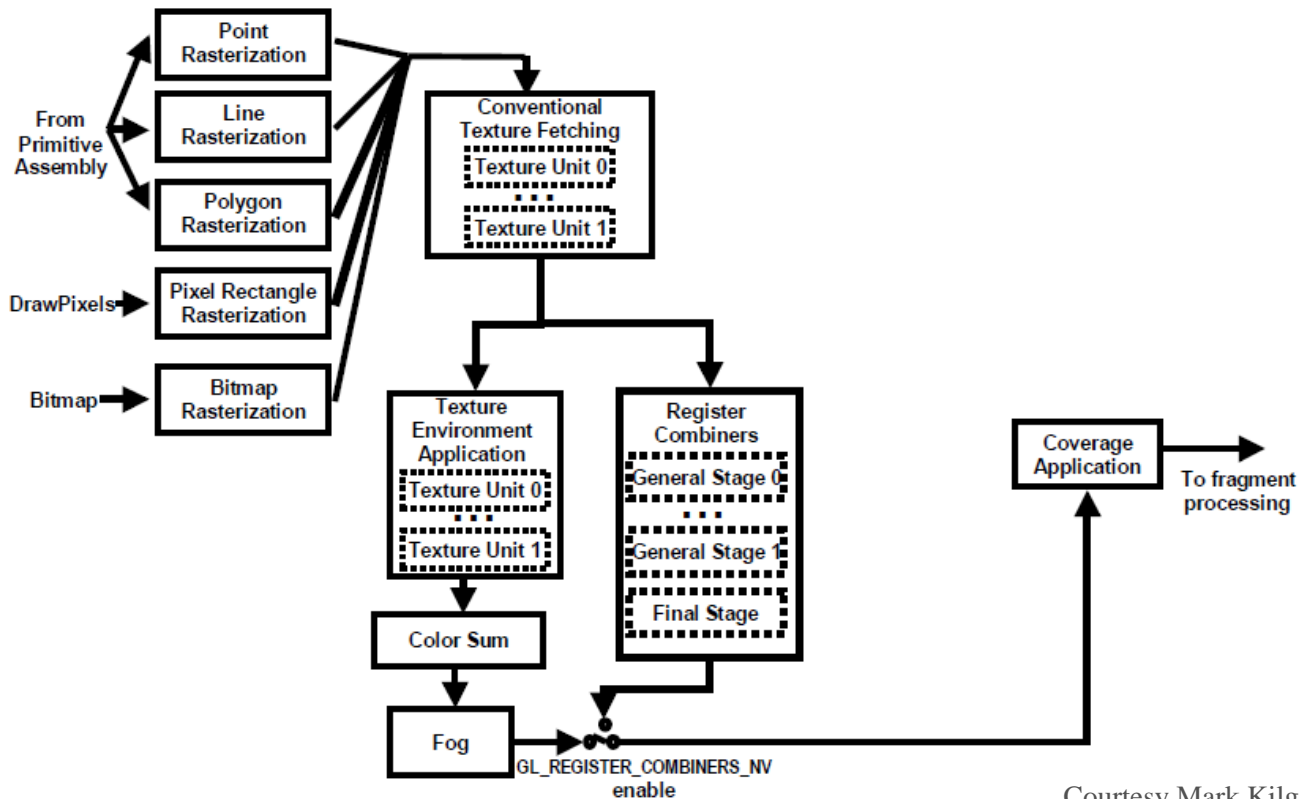 Point
Rasterization
From
Primitive
Assembly
Line
Rasterization
Polygon
Rasterization
DrawPixels
Pixel Rectangle
Rasterization
Bitmap
Bitmap
Rasterization
Conventional
Texture Fetching
Texture Unit 0
...
Texture Unit 1
Texture
Environment
Application
Texture Unit 0
...
Texture Unit 1
Color Sum
Fog
Register
Combiners
General Stage 0
...
General Stage 1
Final Stage
GL_REGISTER_COMBINERS_NV
enable
Coverage
Application
To fragment
processing
Courtesy Mark Kilg